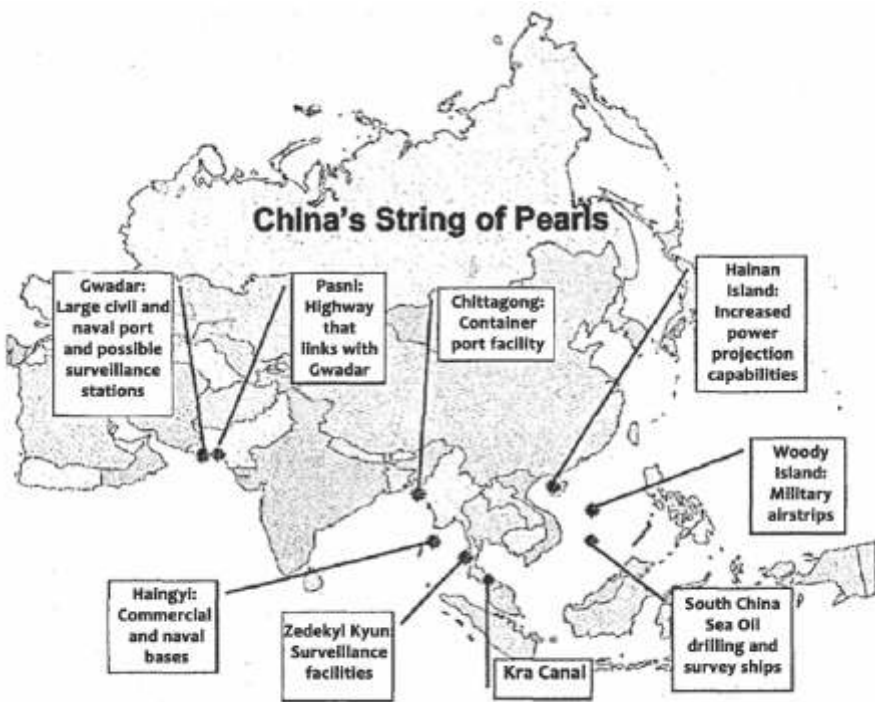 China's String of Pearls
Gwadar:
Large civil and
naval port
and possible
surveillance
stations
Pasni:
Highway
that
links with
Gwadar
Chittagong:
Container
port facility
Hainan
Island:
Increased
power
projection
capabilities
Woody
Island:
Military
airstrips
Haingyi:
Commercial
and naval
bases
Zedekyi Kyun:
Surveillance
facilities
Kra Canal
South China
Sea Oil
drilling and
survey ships